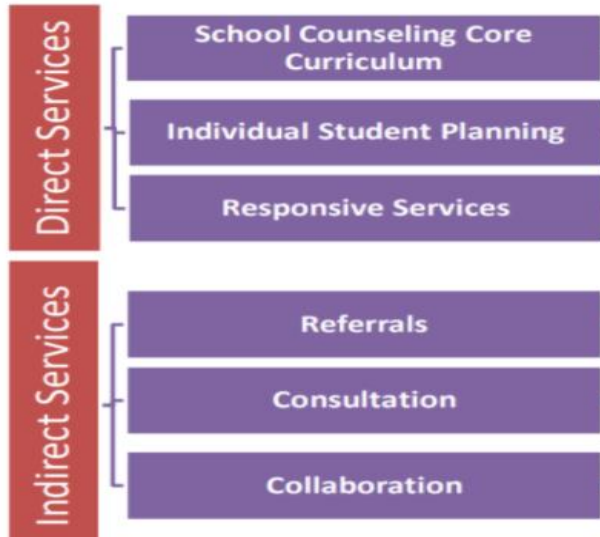 Direct Services
School Counseling Core
Curriculum
Individual Student Planning
Responsive Services
Indirect Services
Referrals
Consultation
Collaboration